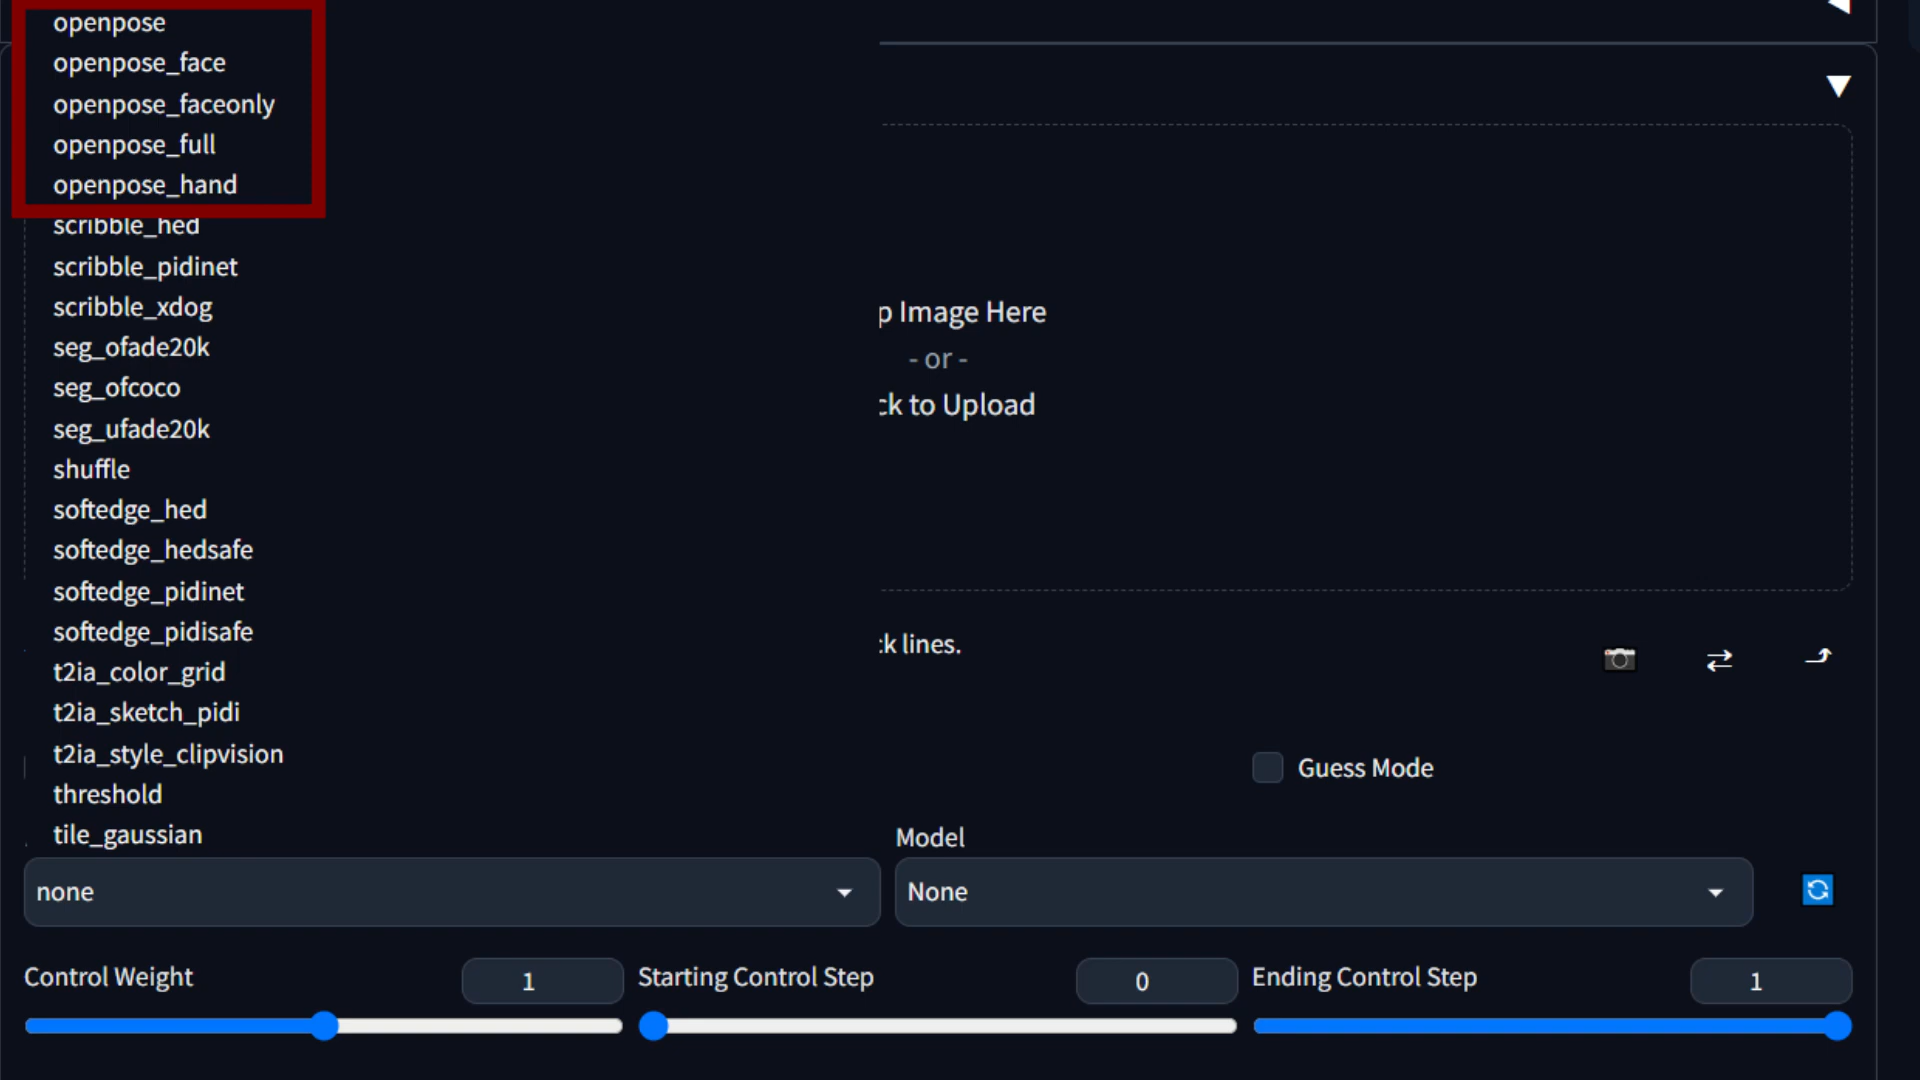 openpose
openpose_face
openpose_faceonly
openpose_full
openpose_hand
scribble_hed
scribble_pidinet
scribble_xdog
seg_ofade20k
seg_ofcoco
seg_ufade20k
shuffle
softedge_hed
softedge_hedsafe
softedge_pidinet
softedge_pidisafe
t2ia_color_grid
t2ia_sketch_pidi
t2ia_style_clipvision
threshold
tile_gaussian
p Image Here
- or -
ck to Upload
k lines.
Guess Mode
Model
none
None
Control Weight 1
Starting Control Step 0
Ending Control Step 1